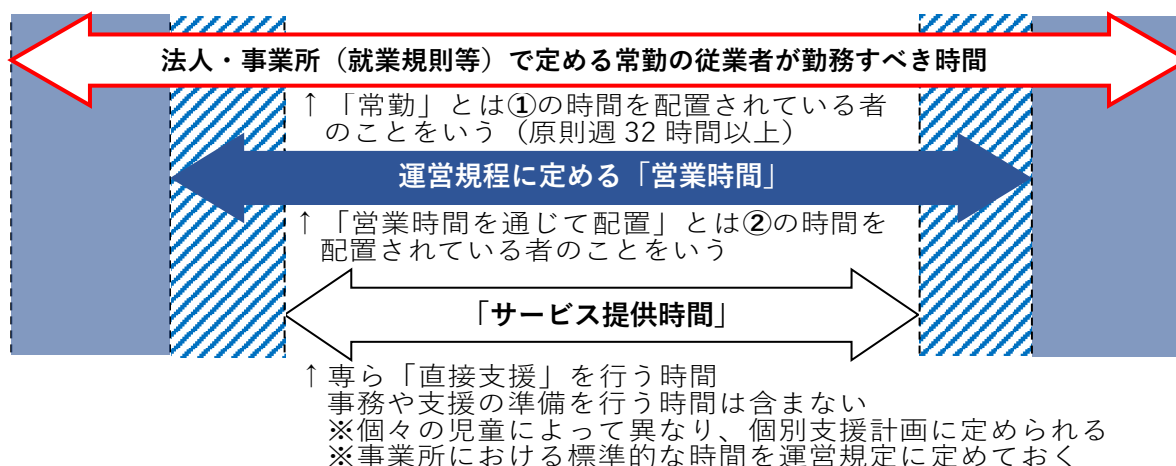 法人・事業所（就業規則等）で定める常勤の従業者が勤務すべき時間
↑「常勤」とは①の時間を配置されている者
のことをいう（原則週 32 時間以上）
運営規程に定める「営業時間」
↑「営業時間を通じて配置」とは②の時間を
配置されている者のことをいう
「サービス提供時間」
↑専ら「直接支援」を行う時間
事務や支援の準備を行う時間は含まない
※個々の児童によって異なり、個別支援計画に定められる
※事業所における標準的な時間を運営規定に定めておく